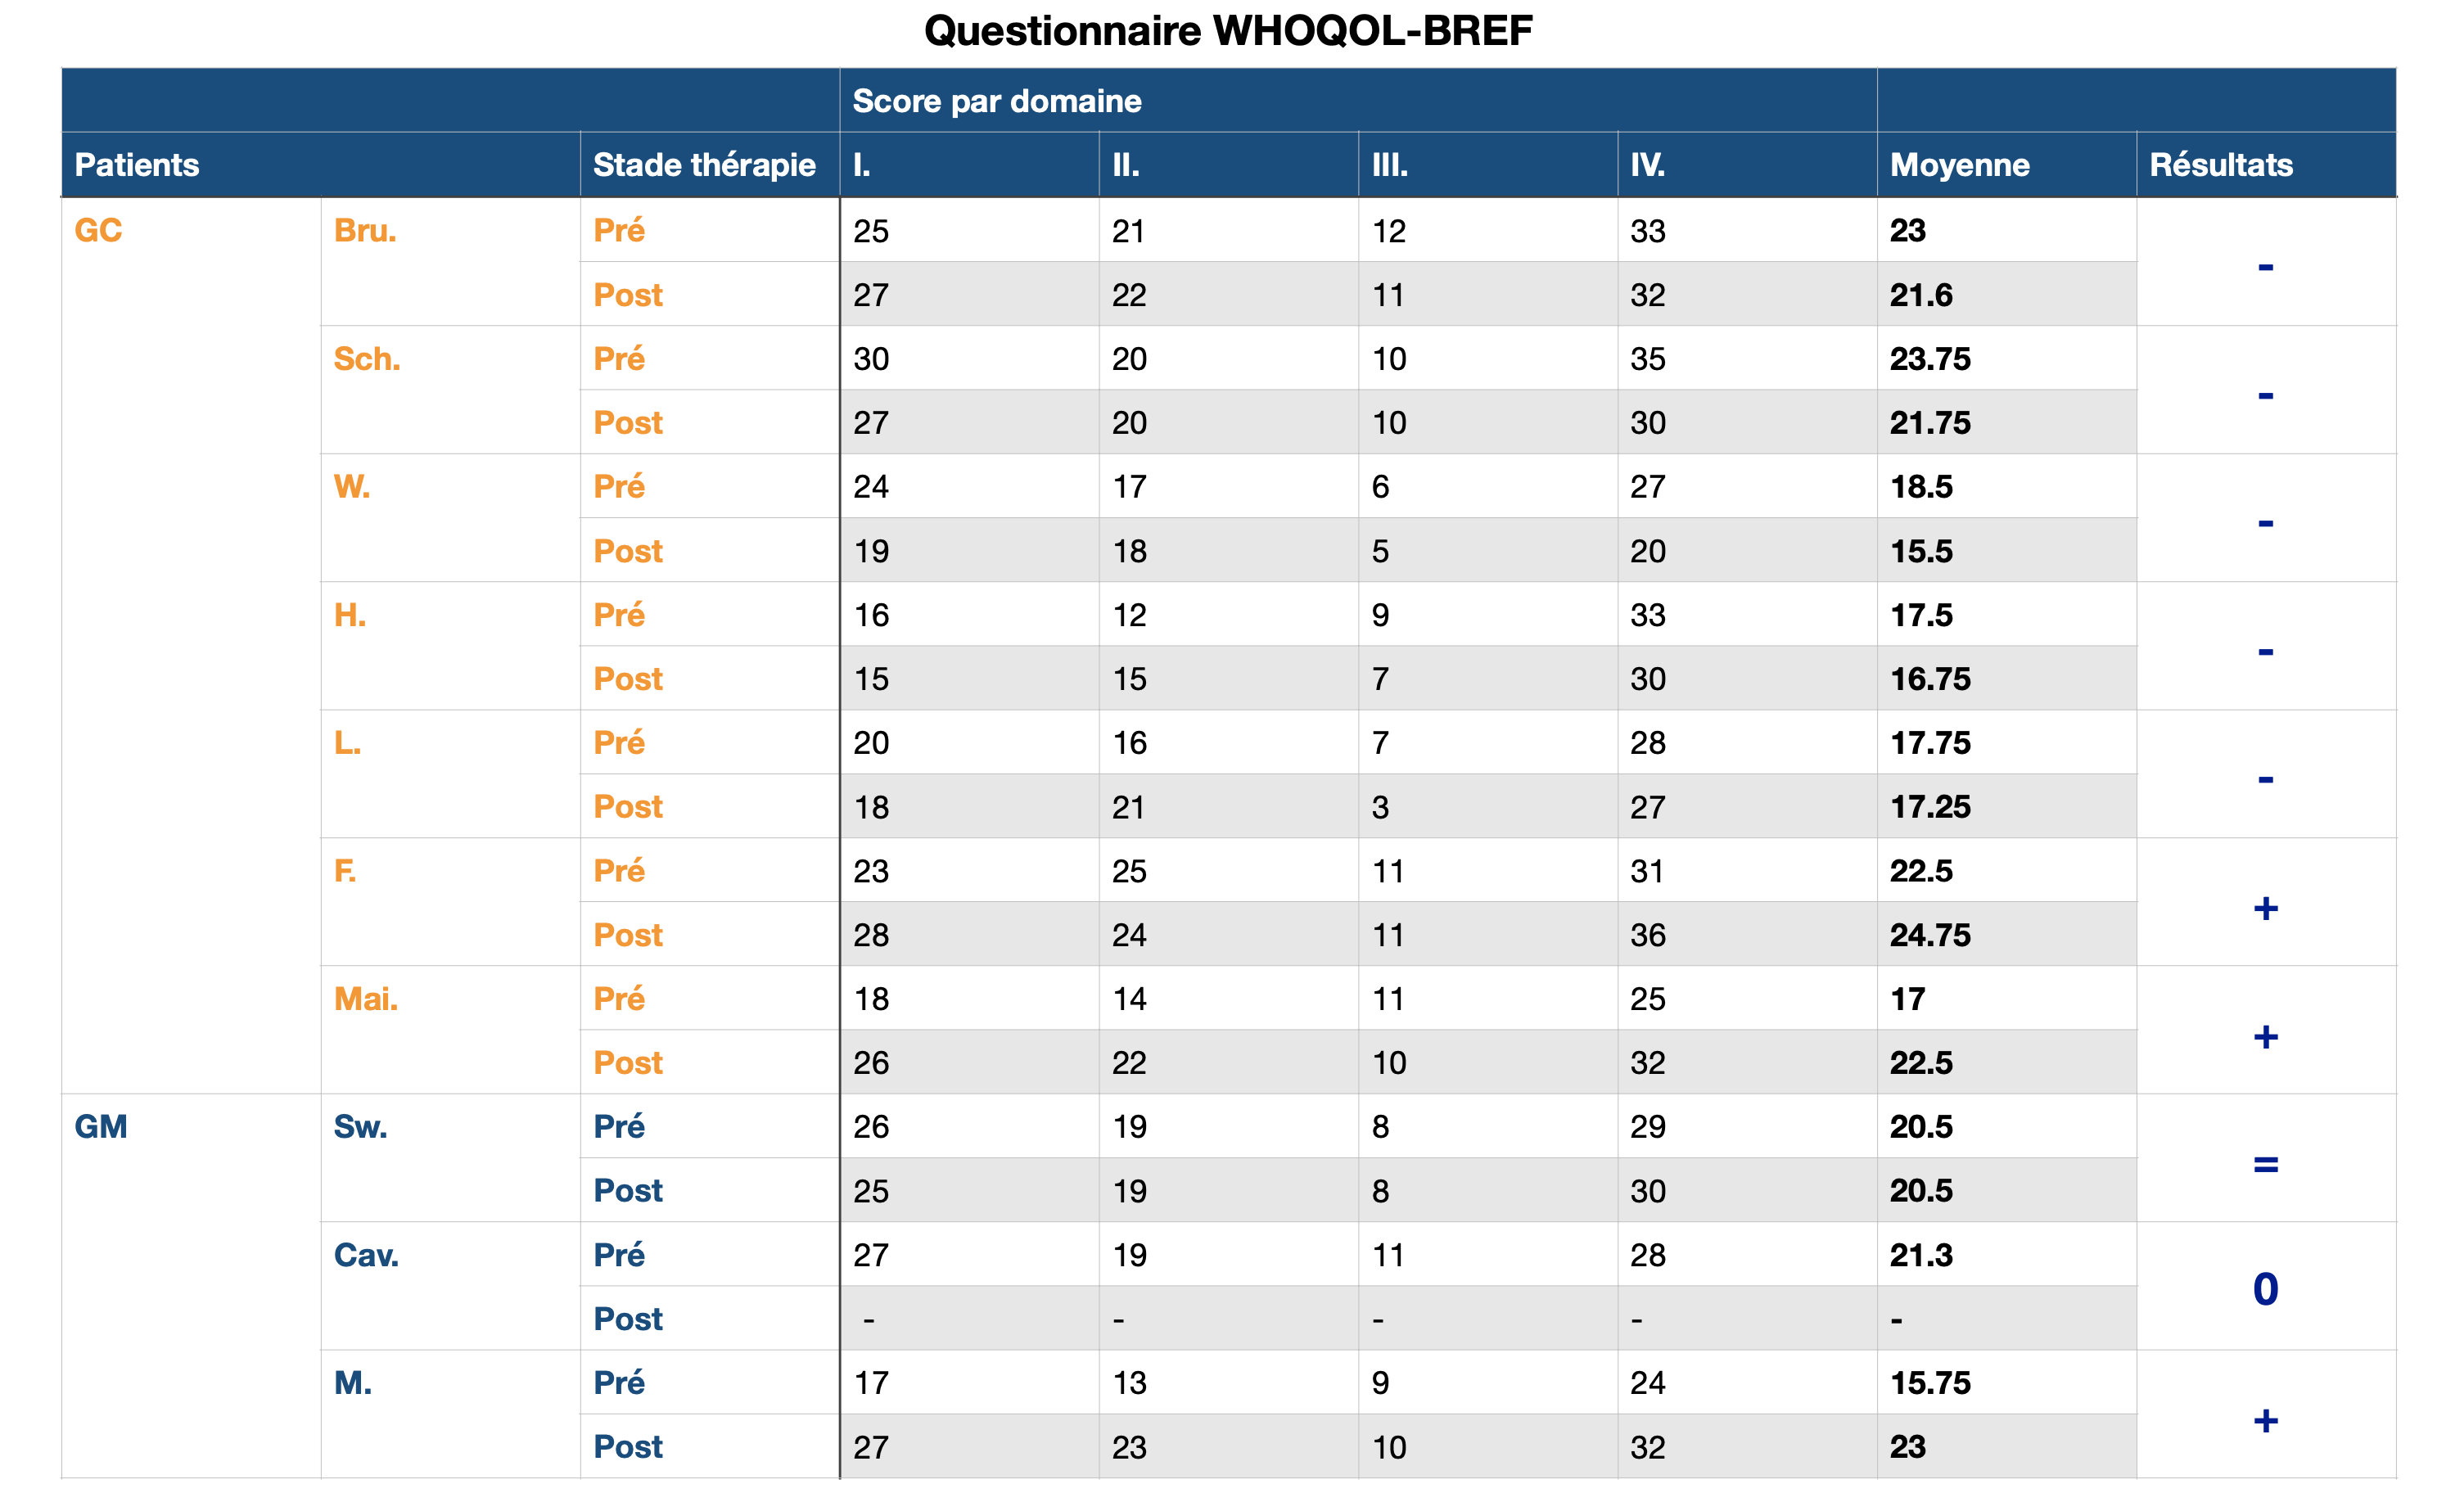 Questionnaire WHOQOL-BREF
Score par domaine
Patients Stade thérapie I. II. III. IV. Moyenne Résultats
GC Bru. Pré 25 21 12 33 23 -
Post 27 22 11 32 21.6
Sch. Pré 30 20 10 35 23.75 -
Post 27 20 10 30 21.75
W. Pré 24 17 6 27 18.5 -
Post 19 18 5 20 15.5
H. Pré 16 12 9 33 17.5 -
Post 15 15 7 30 16.75
L. Pré 20 16 7 28 17.75 -
Post 18 21 3 27 17.25
F. Pré 23 25 11 31 22.5 +
Post 28 24 11 36 24.75
Mai. Pré 18 14 11 25 17 +
Post 26 22 10 32 22.5
GM Sw. Pré 26 19 8 29 20.5 =
Post 25 19 8 30 20.5
Cav. Pré 27 19 11 28 21.3 0
Post - - - - -
M. Pré 17 13 9 24 15.75 +
Post 27 23 10 32 23